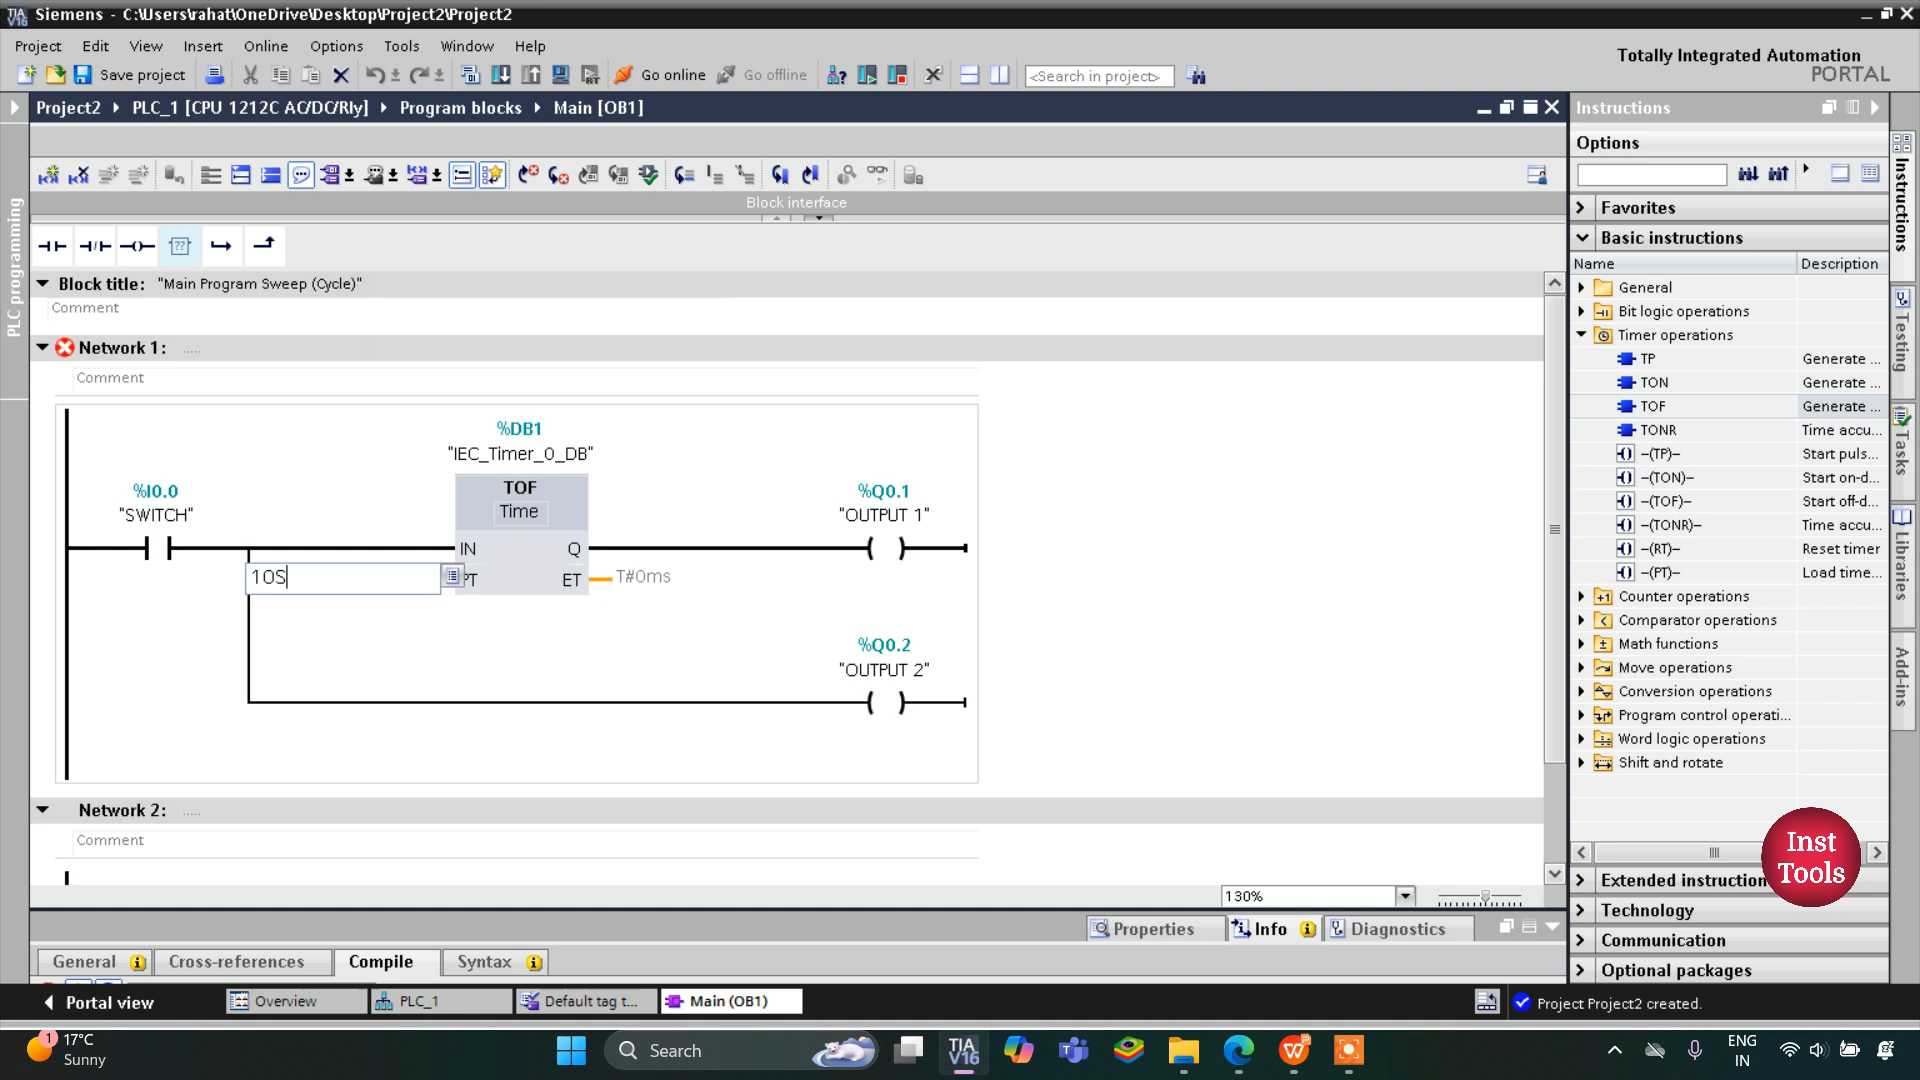 Siemens - C:\Users\rahat\OneDrive\Desktop\Project2\Project2
Project Edit View Insert Online Options Tools Window Help
Totally Integrated Automation
PORTAL
Save project
Go online
Go offline
<Search in project>
Project2 PLC_1 [CPU 1212C AC/DC/Rly] Program blocks Main [OB1]
Instructions
Options
PLC programming
Block interface
Favorites
Basic instructions
Name Description
Block title: "Main Program Sweep (Cycle)"
Comment
Network 1: .....
Comment
%DB1
"IEC_Timer_0_DB"
TOF
Time
%I0.0
"SWITCH"
IN Q
10S
PT ET T#0ms
%Q0.1
"OUTPUT 1"
%Q0.2
"OUTPUT 2"
Network 2: .....
Comment
130%
General
Bit logic operations
Timer operations
TP Generate ...
TON Generate ...
TOF Generate ...
TONR Time accu...
–(TP)– Start puls...
–(TON)– Start on-d...
–(TOF)– Start off-d...
–(TONR)– Time accu...
–(RT)– Reset timer
–(PT)– Load time...
Counter operations
Comparator operations
Math functions
Move operations
Conversion operations
Program control operati...
Word logic operations
Shift and rotate
Extended instruction
Technology
Communication
Optional packages
Inst
Tools
Instructions
Testing
Tasks
Libraries
Add-ins
Properties Info Diagnostics
General Cross-references Compile Syntax
Portal view Overview PLC_1 Default tag t... Main (OB1)
Project Project2 created.
1
17°C
Sunny
Search
TIA
V16
ENG
IN